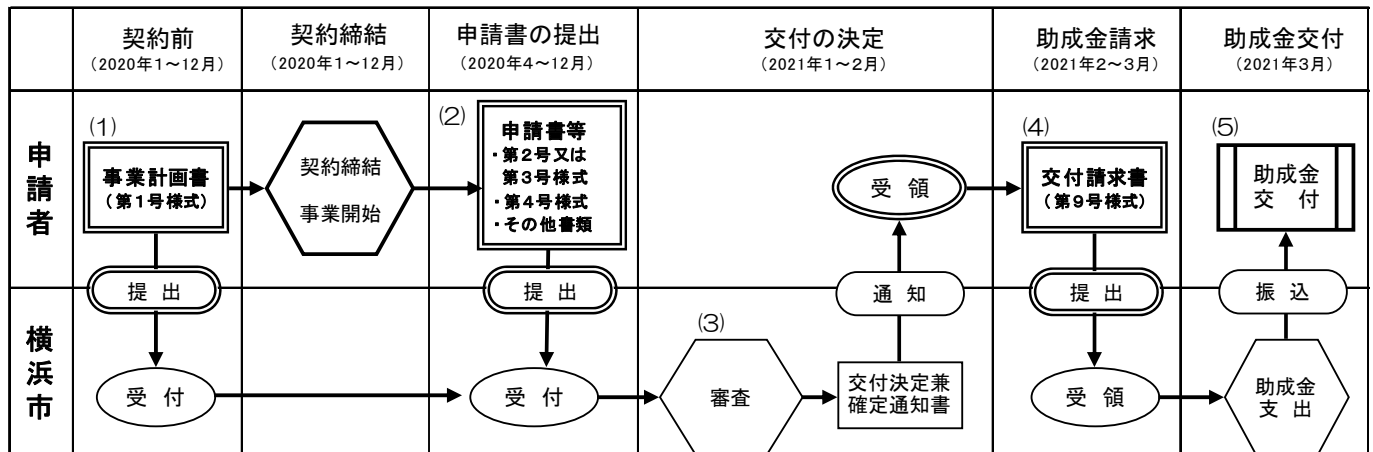 契約前
(2020年1～12月)
契約締結
(2020年1～12月)
申請書の提出
(2020年4～12月)
交付の決定
(2021年1～2月)
助成金請求
(2021年2～3月)
助成金交付
(2021年3月)
申請者
(1)
事業計画書
(第1号様式)
契約締結
事業開始
(2)
申請書等
・第2号又は
第3号様式
・第4号様式
・その他書類
受 領
(4)
交付請求書
(第9号様式)
(5)
助成金
交 付
提 出
提 出
通 知
提 出
振 込
横浜市
受 付
受 付
(3)
審査
交付決定兼
確定通知書
受 領
助成金
支 出